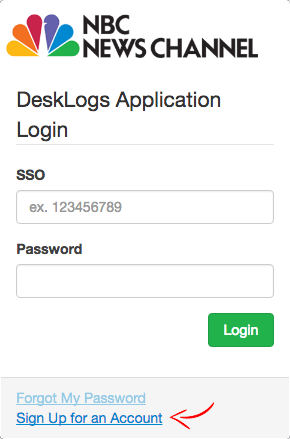 NBC
NEWS CHANNEL
DeskLogs Application
Login
SSO
ex. 123456789
Password
Login
Forgot My Password
Sign Up for an Account